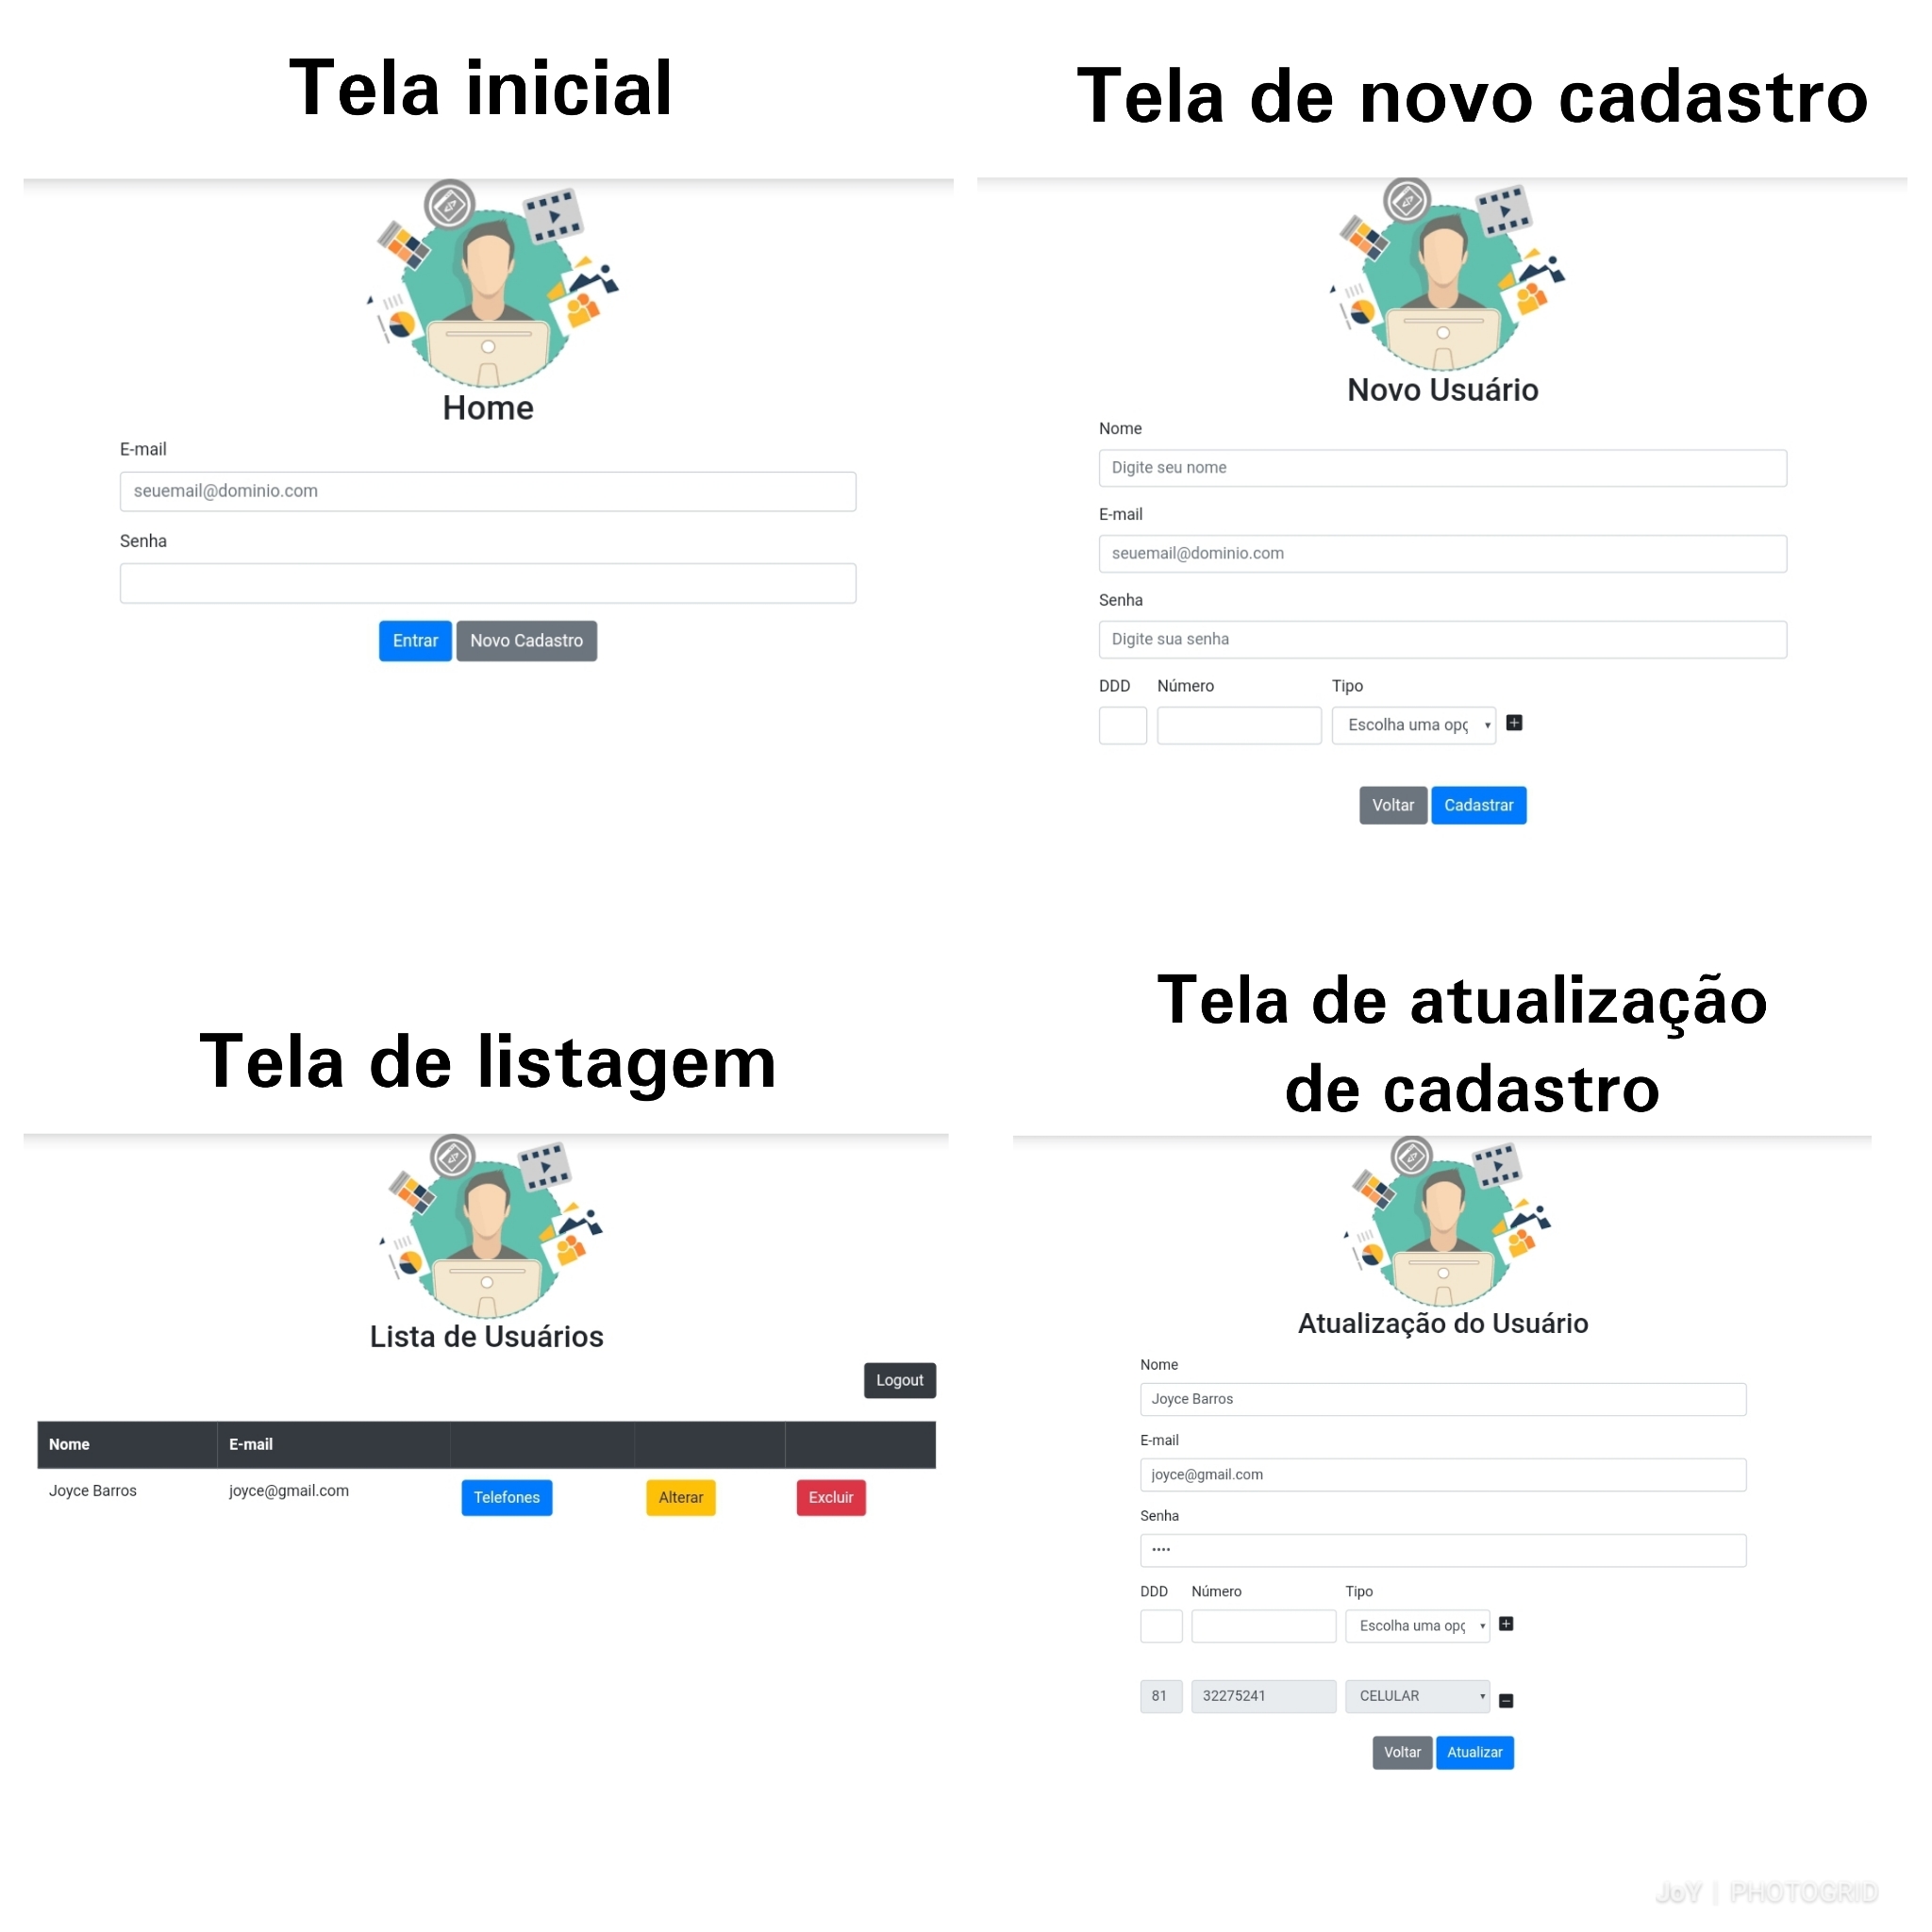 Tela inicial
Home
E-mail
seuemail@dominio.com
Senha
Entrar Novo Cadastro
Tela de novo cadastro
Novo Usuário
Nome
Digite seu nome
E-mail
seuemail@dominio.com
Senha
Digite sua senha
DDD Número Tipo
Escolha uma opç
Voltar Cadastrar
Tela de listagem
Lista de Usuários
Logout
Nome E-mail
Joyce Barros joyce@gmail.com Telefones Alterar Excluir
Tela de atualização
de cadastro
Atualização do Usuário
Nome
Joyce Barros
E-mail
joyce@gmail.com
Senha
••••
DDD Número Tipo
Escolha uma opç
81 32275241 CELULAR
Voltar Atualizar
JoY | PHOTOGRID